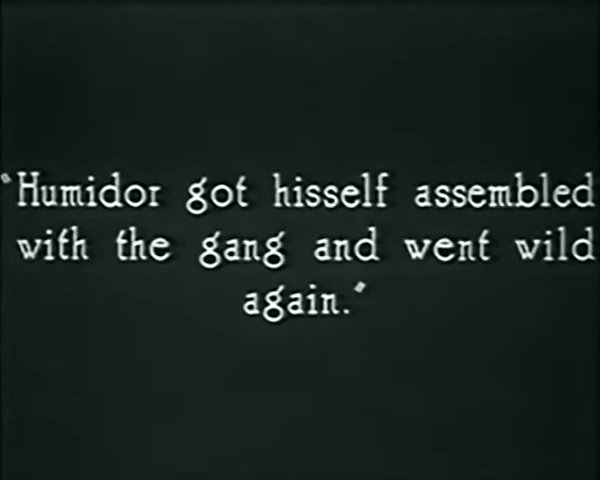 "Humidor got hisself assembled
with the gang and went wild
again."